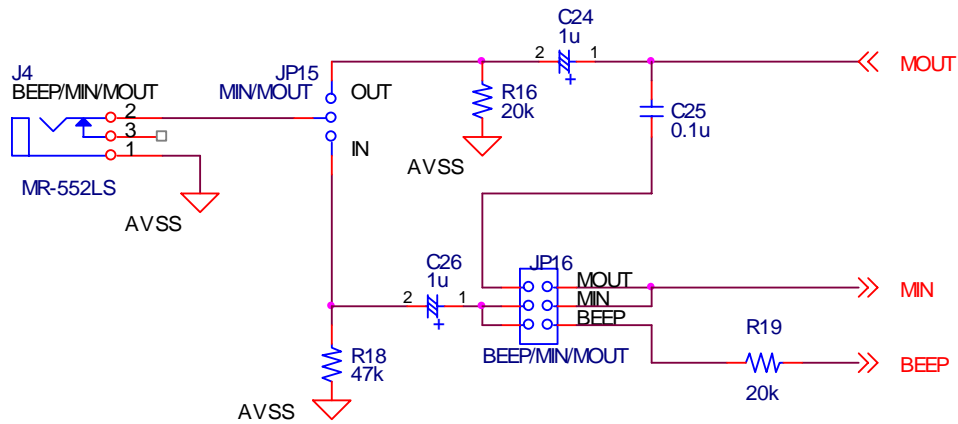 C24
1u
2 1
MOUT
J4
BEEP/MIN/MOUT
JP15
MIN/MOUT
OUT
R16
20k
C25
0.1u
2
3
1
IN
MR-552LS
AVSS
AVSS
C26
1u
2 1
JP16
MOUT
MIN
BEEP
MIN
BEEP/MIN/MOUT
R19
20k
BEEP
R18
47k
AVSS